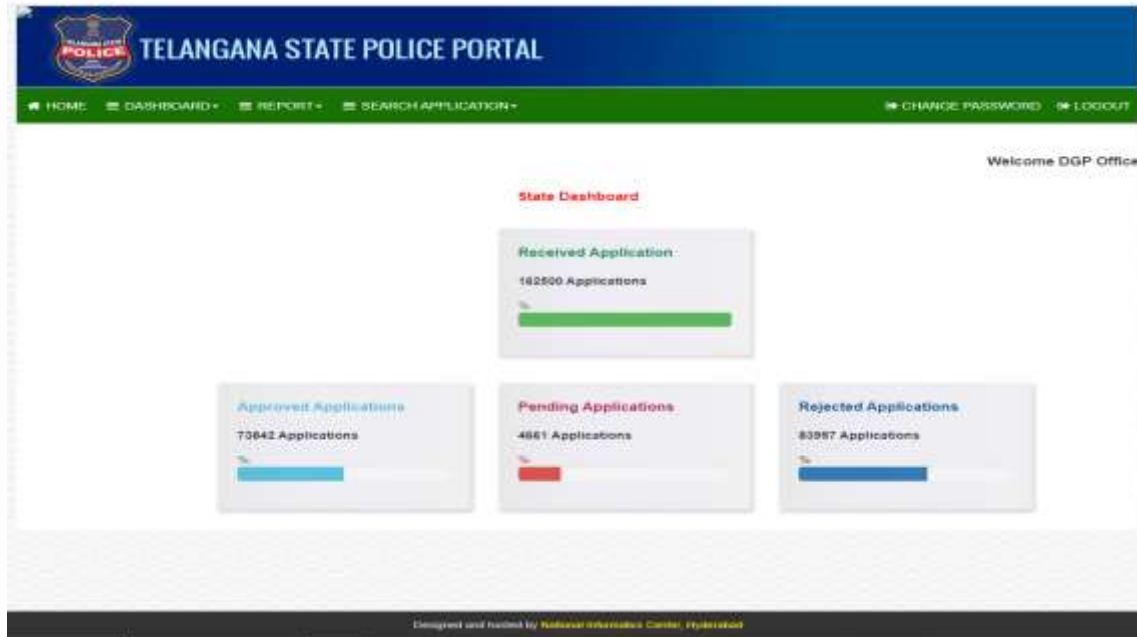 POLICE
TELANGANA STATE POLICE PORTAL
HOME DASHBOARD REPORT SEARCH APPLICATION CHANGE PASSWORD LOGOUT
Welcome DGP Office
State Dashboard
Received Application
162500 Applications
%
Approved Applications
73842 Applications
%
Pending Applications
4661 Applications
%
Rejected Applications
83997 Applications
%
Designed and hosted by National Informatics Center, Hyderabad